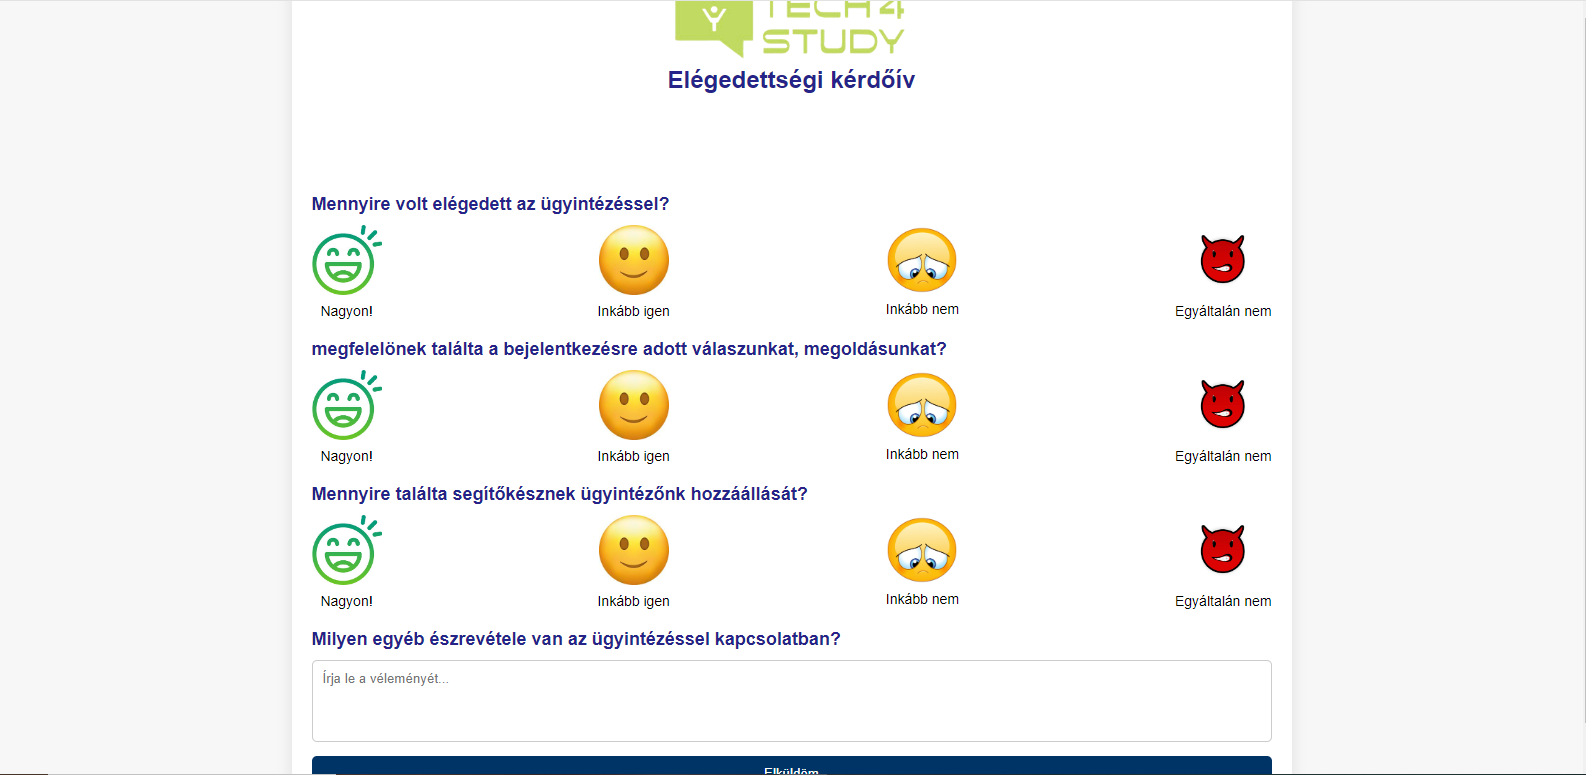 TECH4
STUDY
Elégedettségi kérdőív
Mennyire volt elégedett az ügyintézéssel?
Nagyon! Inkább igen Inkább nem Egyáltalán nem
megfelelönek találta a bejelentkezésre adott válaszunkat, megoldásunkat?
Nagyon! Inkább igen Inkább nem Egyáltalán nem
Mennyire találta segítőkésznek ügyintézőnk hozzáállását?
Nagyon! Inkább igen Inkább nem Egyáltalán nem
Milyen egyéb észrevétele van az ügyintézéssel kapcsolatban?
Írja le a véleményét...
Elküldöm